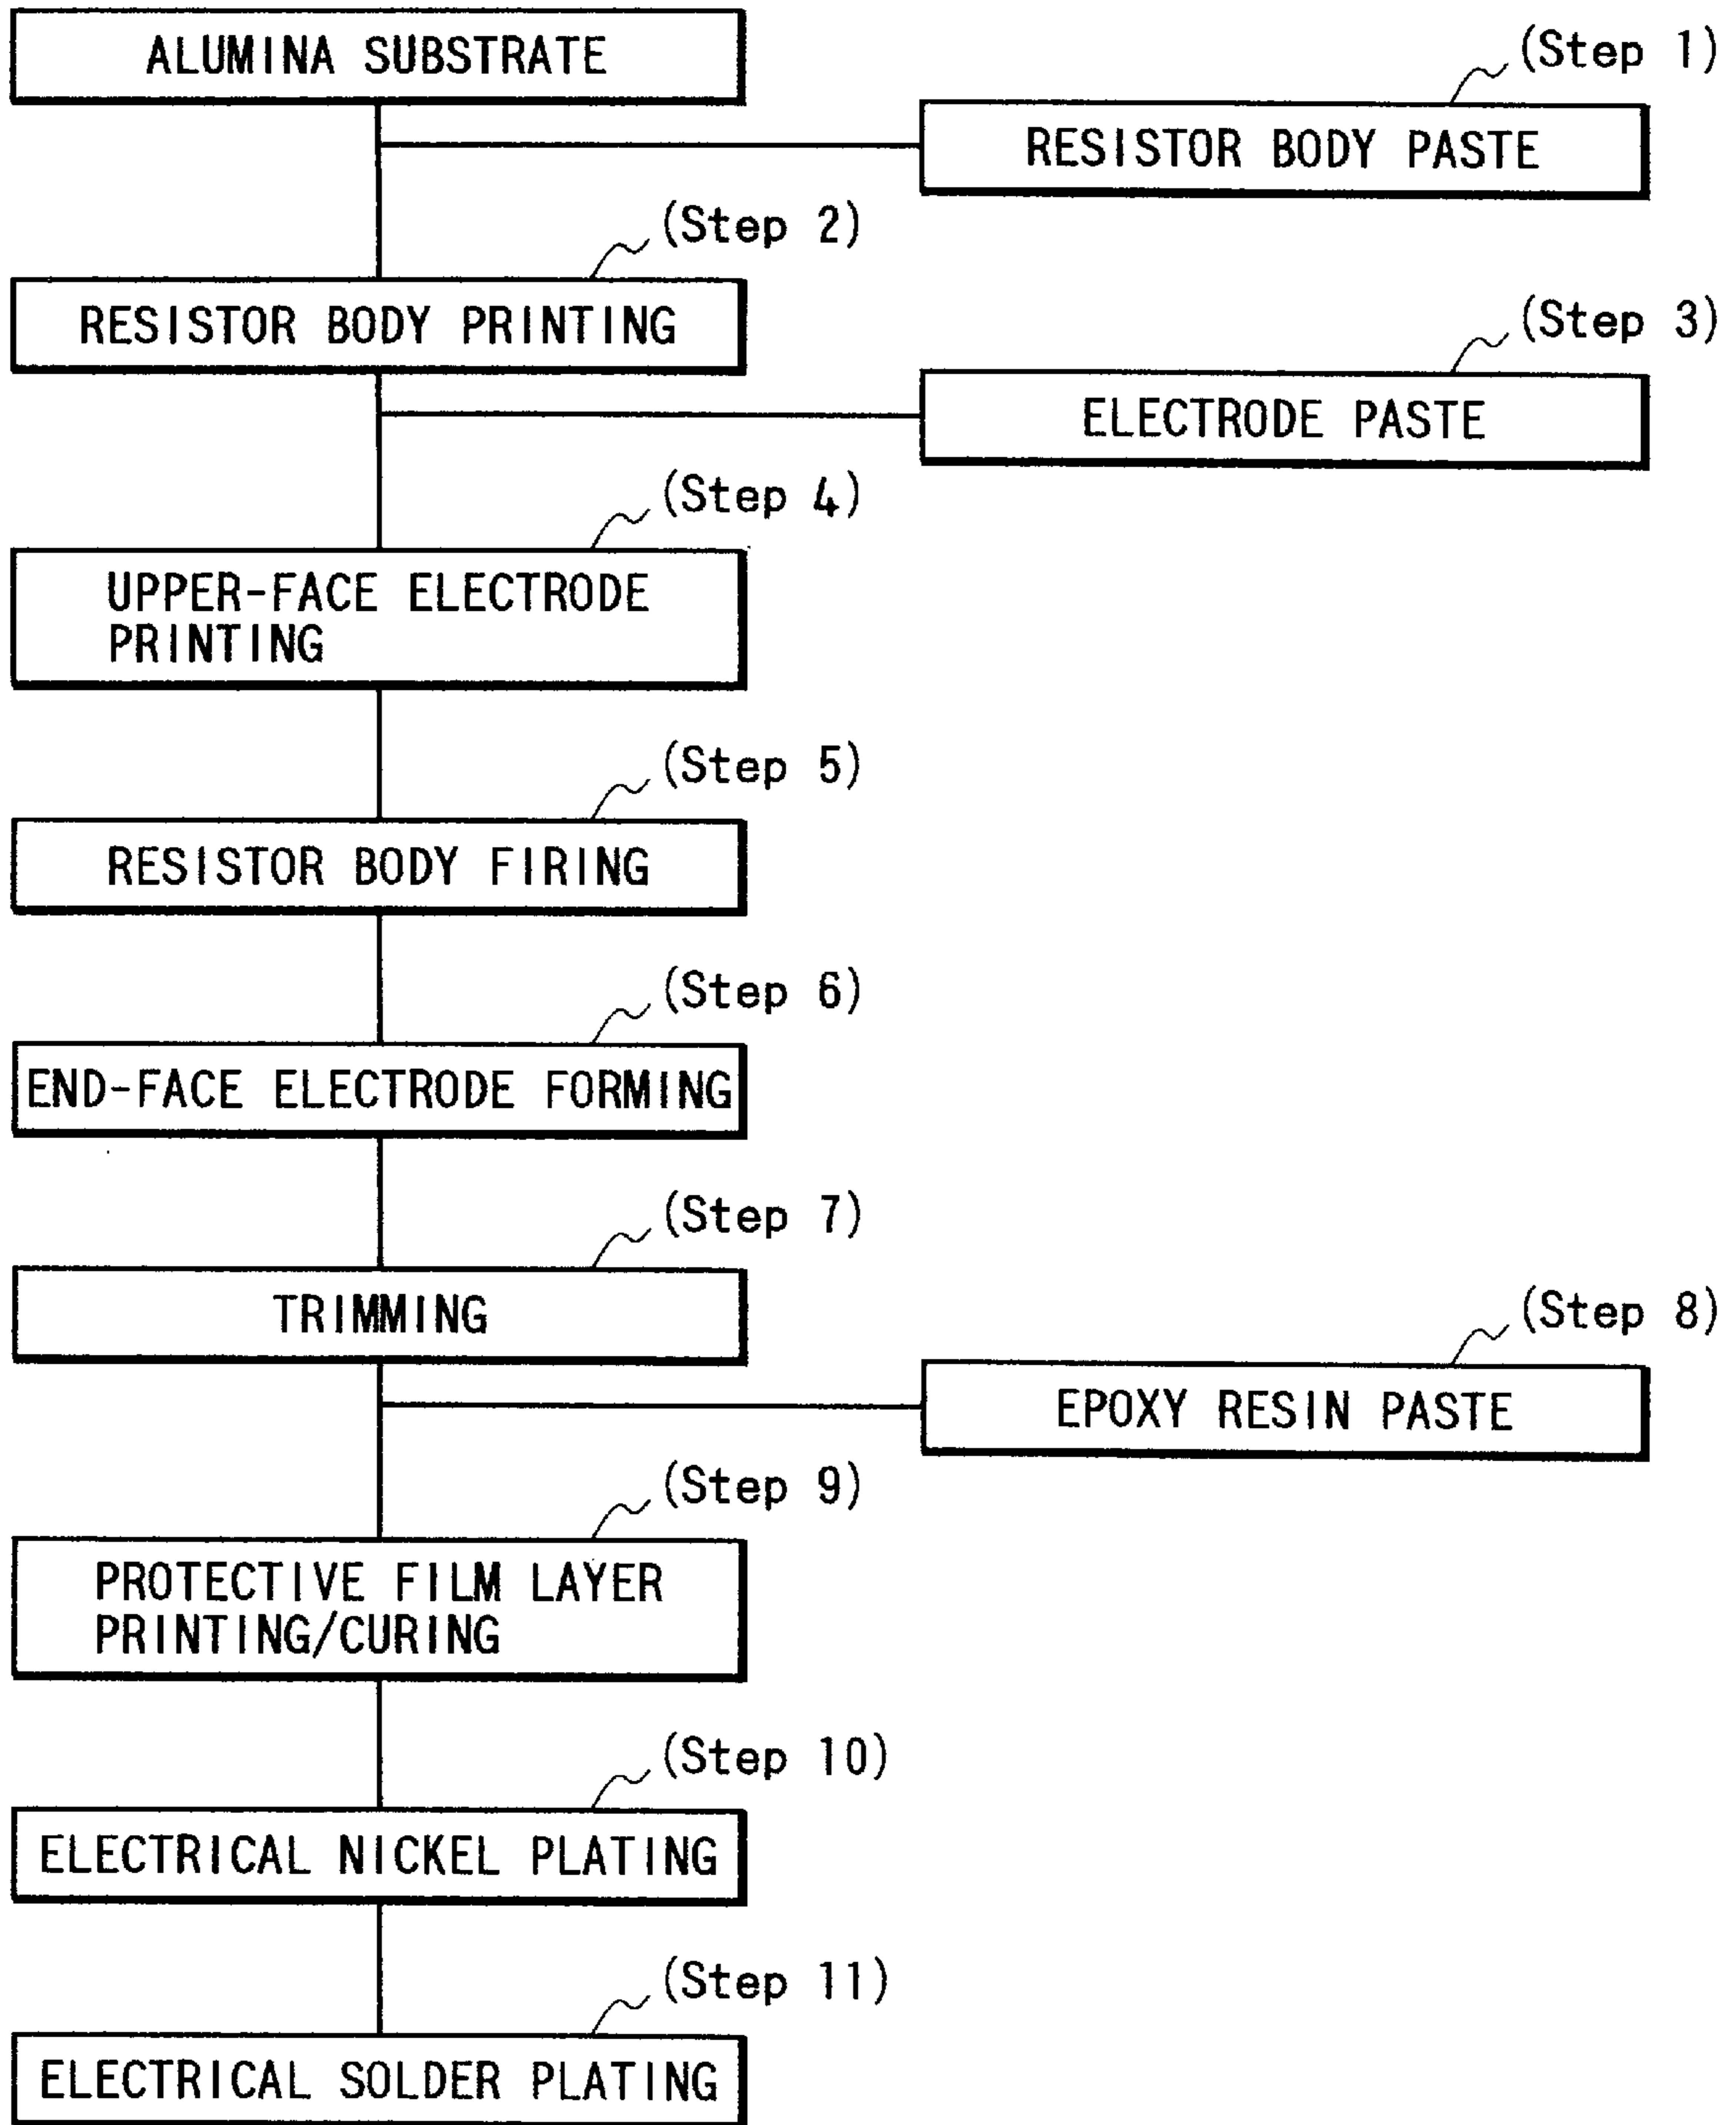 ALUMINA SUBSTRATE
(Step 1)
RESISTOR BODY PASTE
(Step 2)
RESISTOR BODY PRINTING
(Step 3)
ELECTRODE PASTE
(Step 4)
UPPER-FACE ELECTRODE
PRINTING
(Step 5)
RESISTOR BODY FIRING
(Step 6)
END-FACE ELECTRODE FORMING
(Step 7)
TRIMMING
(Step 8)
EPOXY RESIN PASTE
(Step 9)
PROTECTIVE FILM LAYER
PRINTING/CURING
(Step 10)
ELECTRICAL NICKEL PLATING
(Step 11)
ELECTRICAL SOLDER PLATING